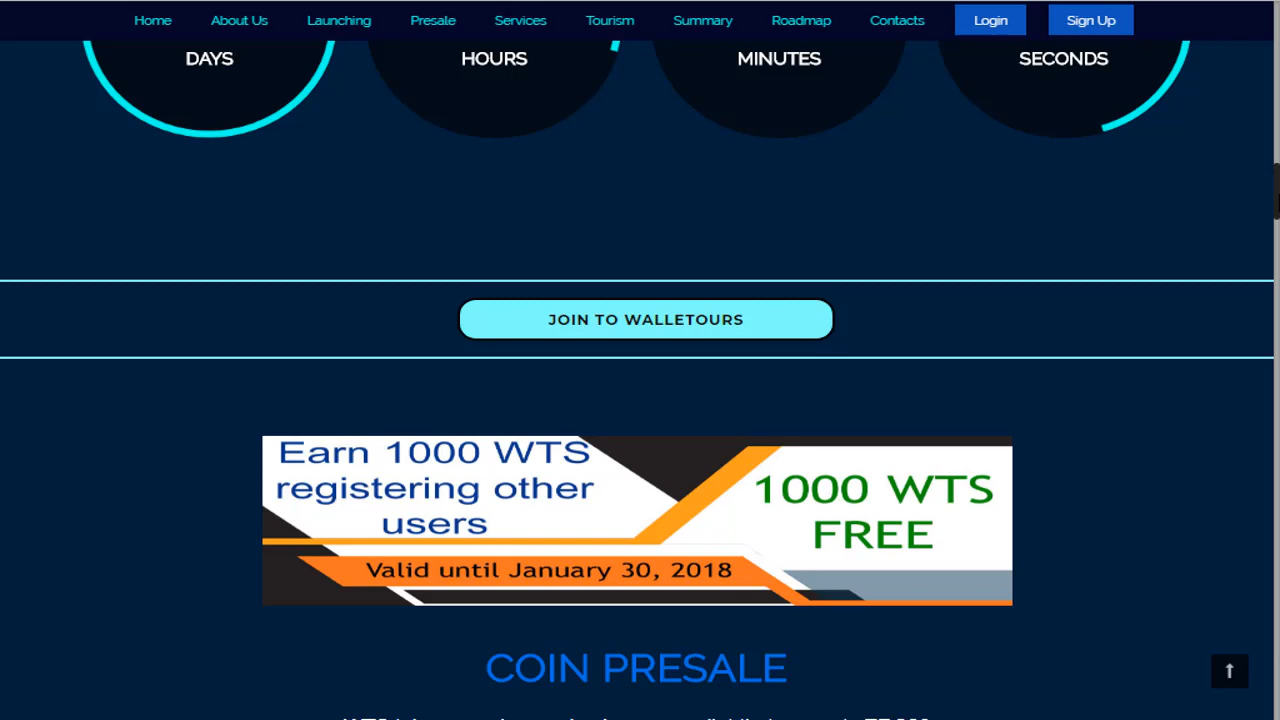 Home About Us Launching Presale Services Tourism Summary Roadmap Contacts Login Sign Up
DAYS HOURS MINUTES SECONDS
JOIN TO WALLETOURS
Earn 1000 WTS
registering other
users
1000 WTS
FREE
Valid until January 30, 2018
COIN PRESALE